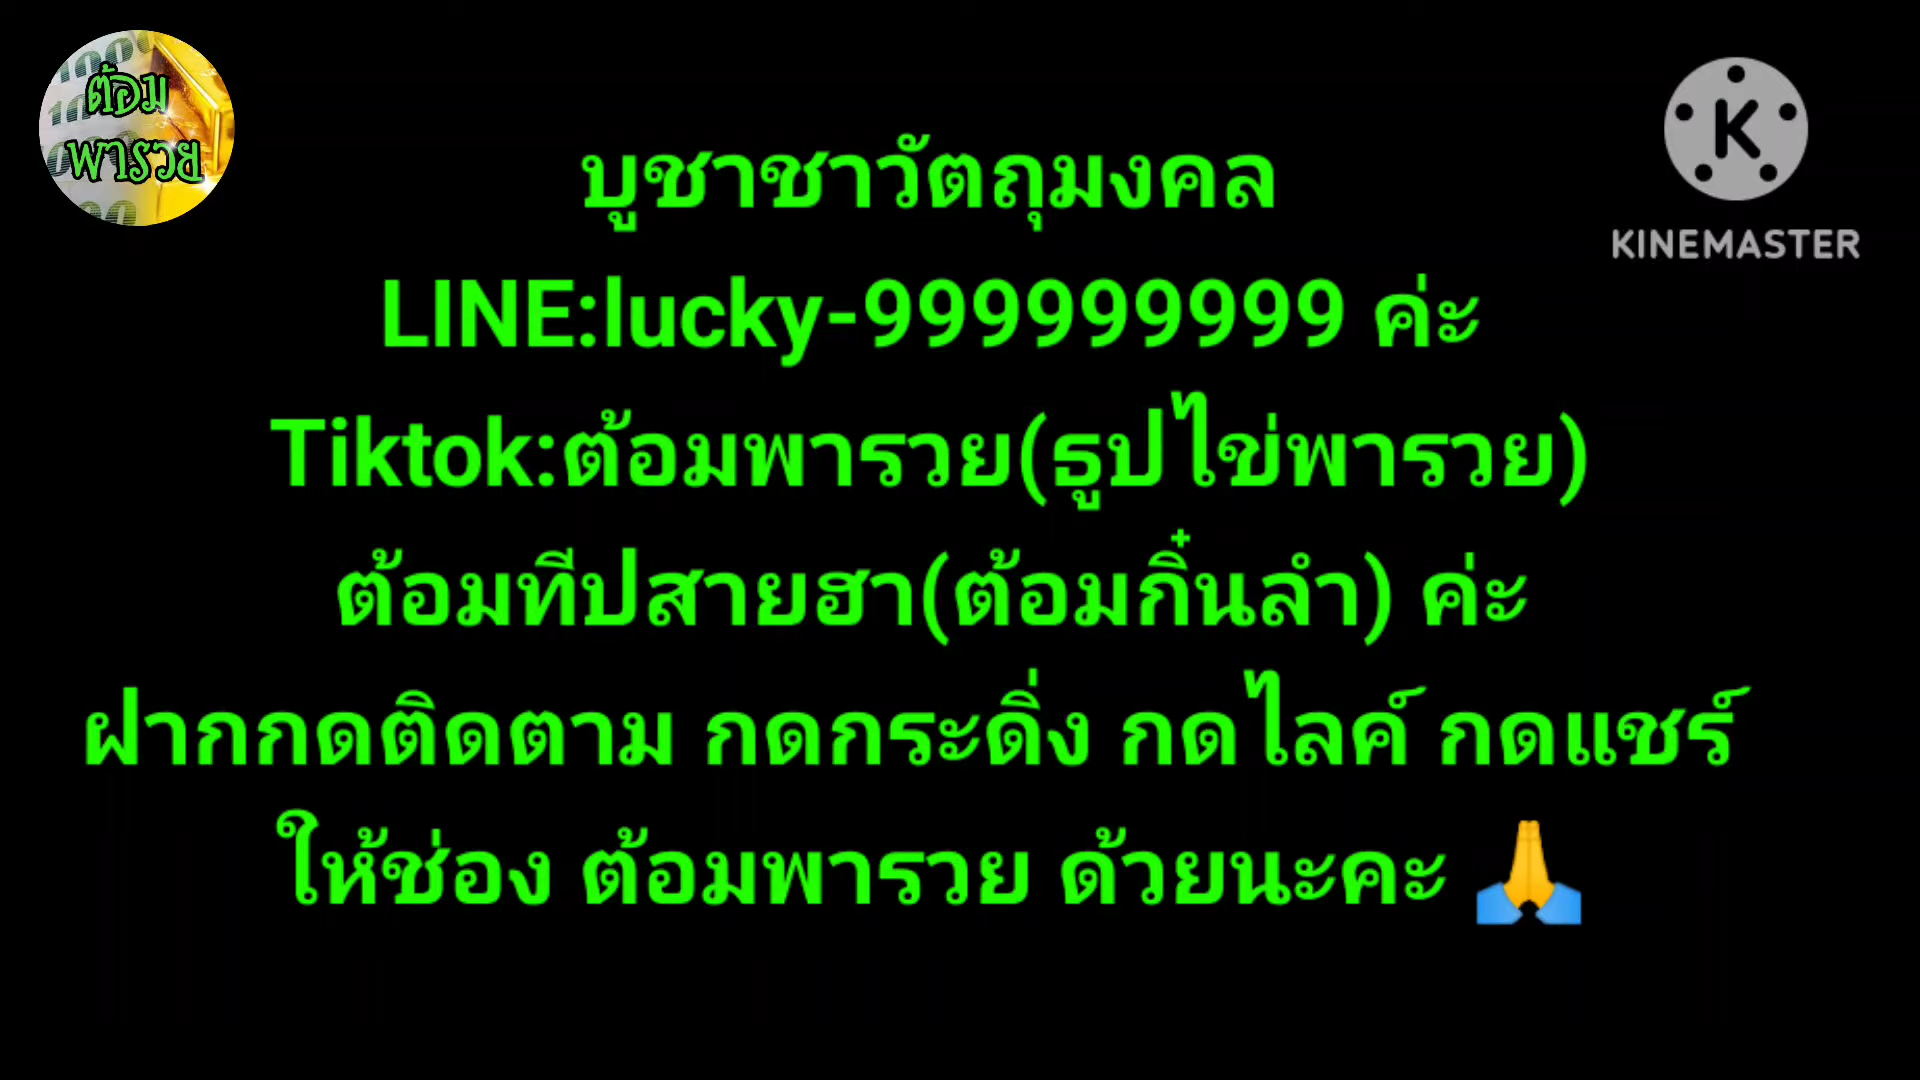 ต้อม
พารวย
KINEMASTER
บูชาชาวัตถุมงคล
LINE:lucky-999999999 ค่ะ
Tiktok:ต้อมพารวย(ธูปไข่พารวย)
ต้อมทีปสายฮา(ต้อมกิ๋นลำ) ค่ะ
ฝากกดติดตาม กดกระดิ่ง กดไลค์ กดแชร์
ให้ช่อง ต้อมพารวย ด้วยนะคะ 🙏